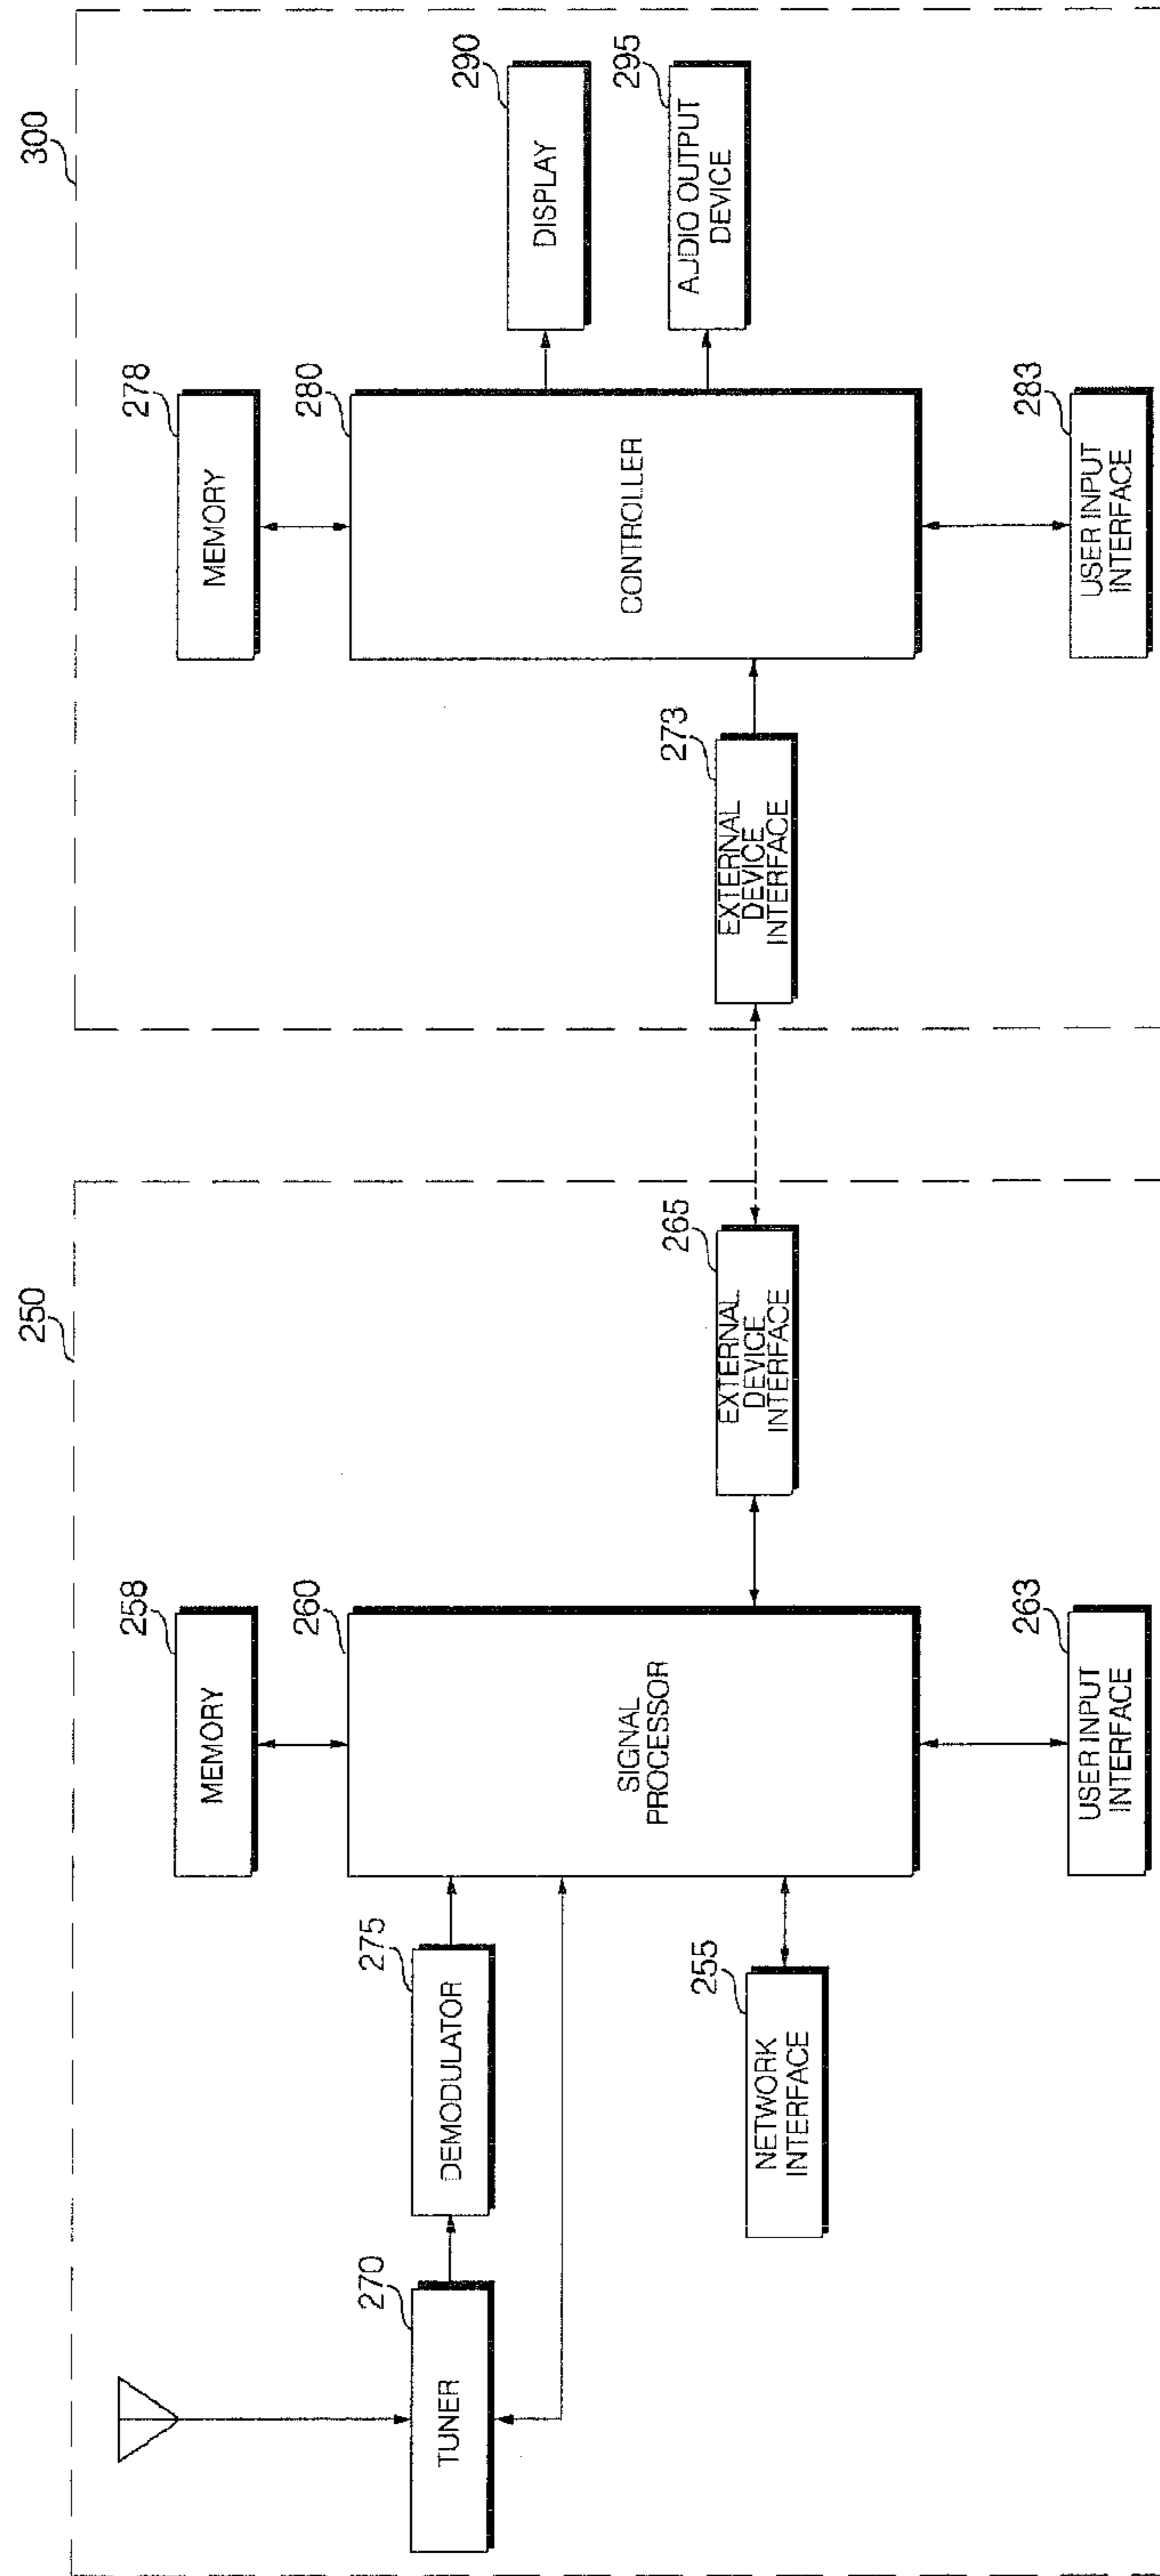 250
300
258
MEMORY
278
MEMORY
290
DISPLAY
270
TUNER
275
DEMODULATOR
260
SIGNAL
PROCESSOR
280
CONTROLLER
295
AUDIO OUTPUT
DEVICE
255
NETWORK
INTERFACE
265
EXTERNAL
DEVICE
INTERFACE
273
EXTERNAL
DEVICE
INTERFACE
263
USER INPUT
INTERFACE
283
USER INPUT
INTERFACE